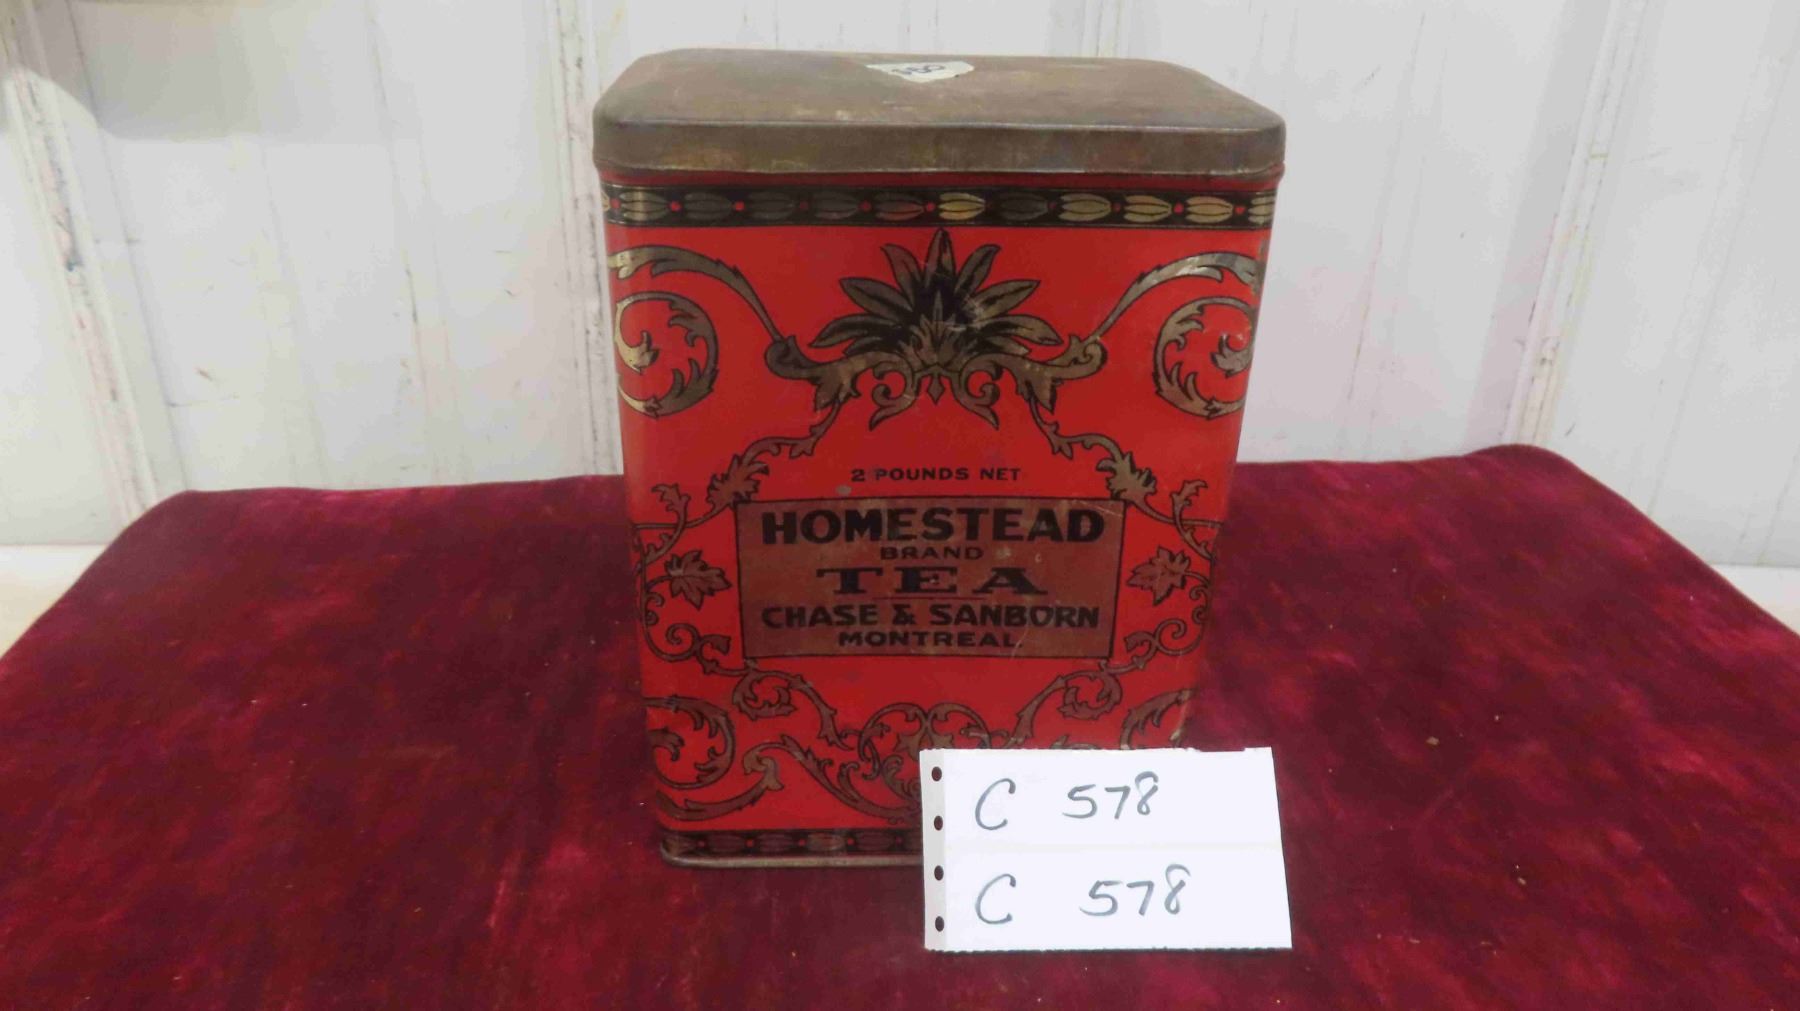 2 POUNDS NET
HOMESTEAD
BRAND
TEA
CHASE & SANBORN
MONTREAL
C 578
C 578